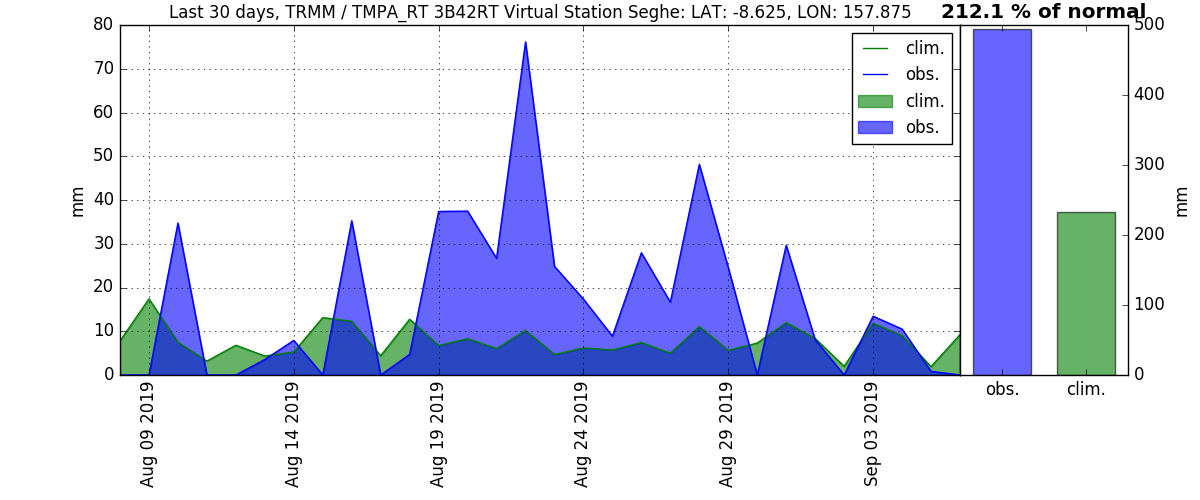 Last 30 days, TRMM / TMPA_RT 3B42RT Virtual Station Seghe: LAT: -8.625, LON: 157.875
212.1 % of normal
80
70
60
50
40
30
20
10
0
mm
clim.
obs.
clim.
obs.
500
400
300
200
100
0
mm
obs.
clim.
Aug 09 2019
Aug 14 2019
Aug 19 2019
Aug 24 2019
Aug 29 2019
Sep 03 2019